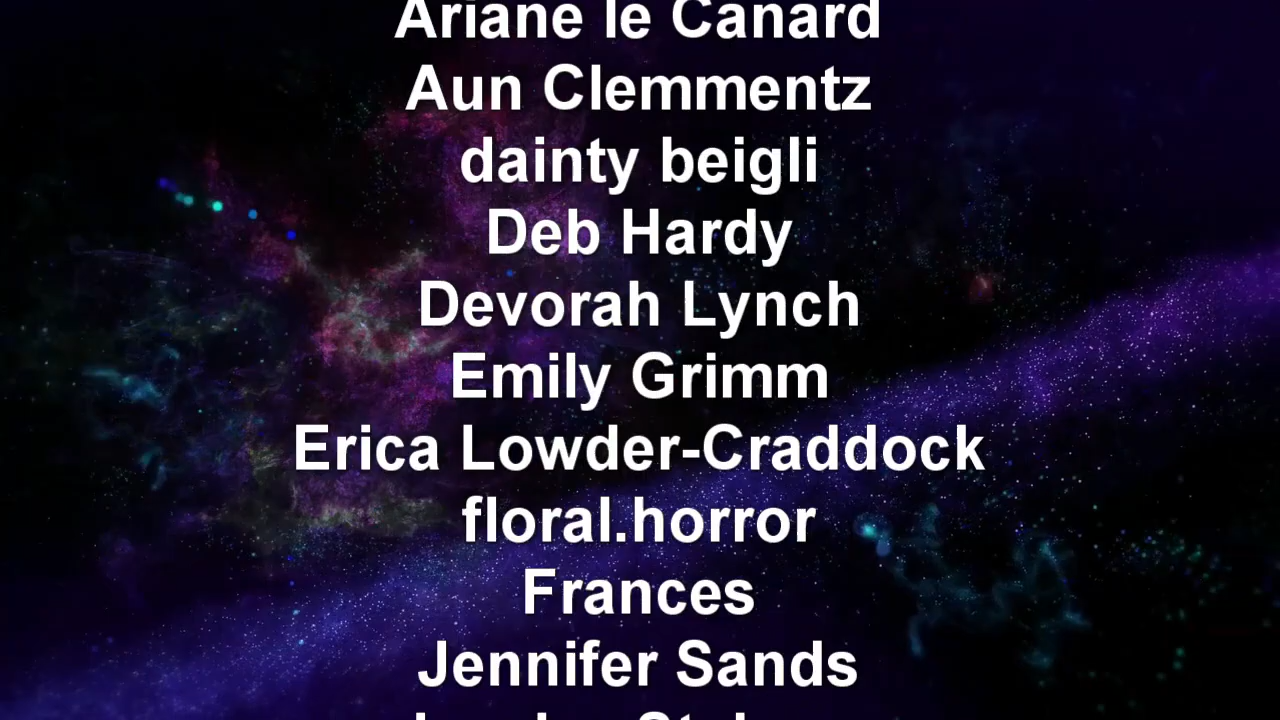 Ariane le Canard
Aun Clemmentz
dainty beigli
Deb Hardy
Devorah Lynch
Emily Grimm
Erica Lowder-Craddock
floral.horror
Frances
Jennifer Sands